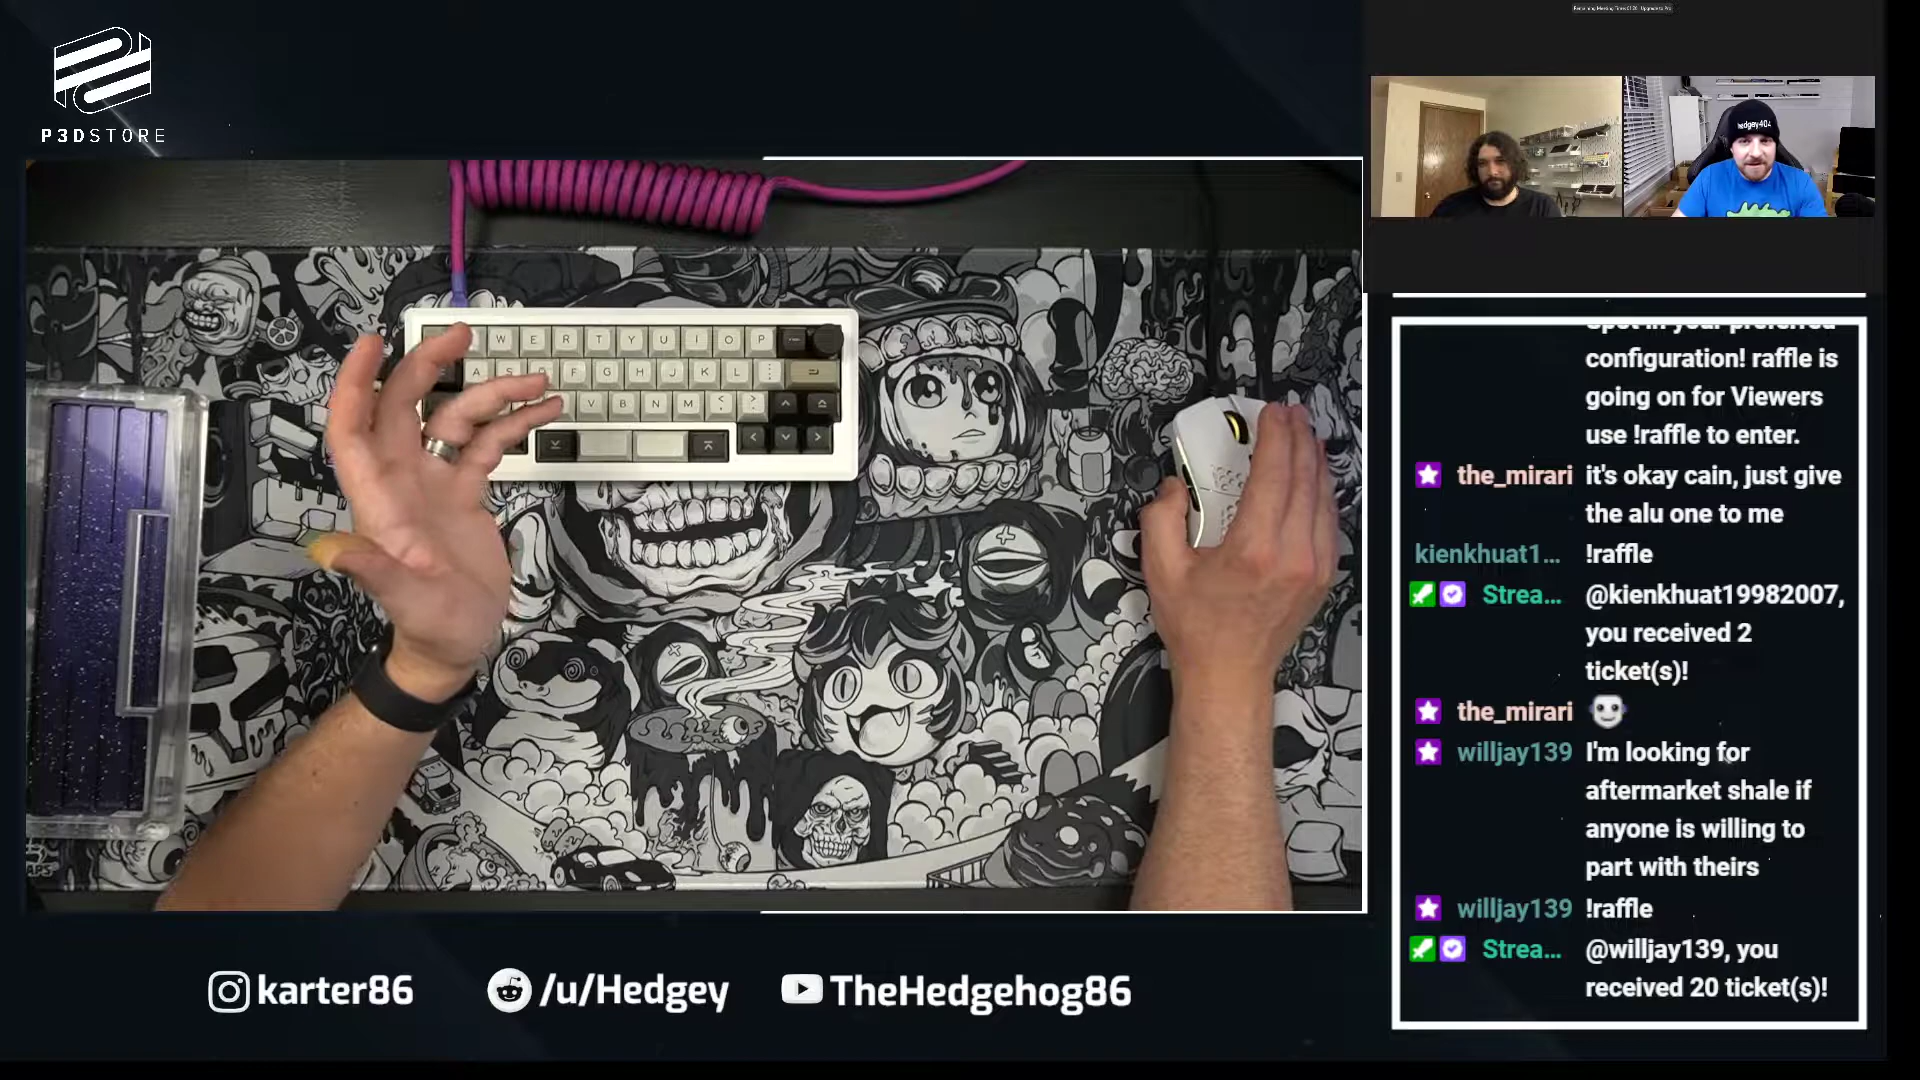 P3DSTORE
hedgey404
W E R T Y U I O P
A S D F G H J K L
V B N M
configuration! raffle is
going on for Viewers
use !raffle to enter.
the_mirari it's okay cain, just give
the alu one to me
kienkhuat1... !raffle
Strea... @kienkhuat19982007,
you received 2
ticket(s)!
the_mirari
willjay139 I'm looking for
aftermarket shale if
anyone is willing to
part with theirs
willjay139 !raffle
Strea... @willjay139, you
received 20 ticket(s)!
karter86 /u/Hedgey TheHedgehog86